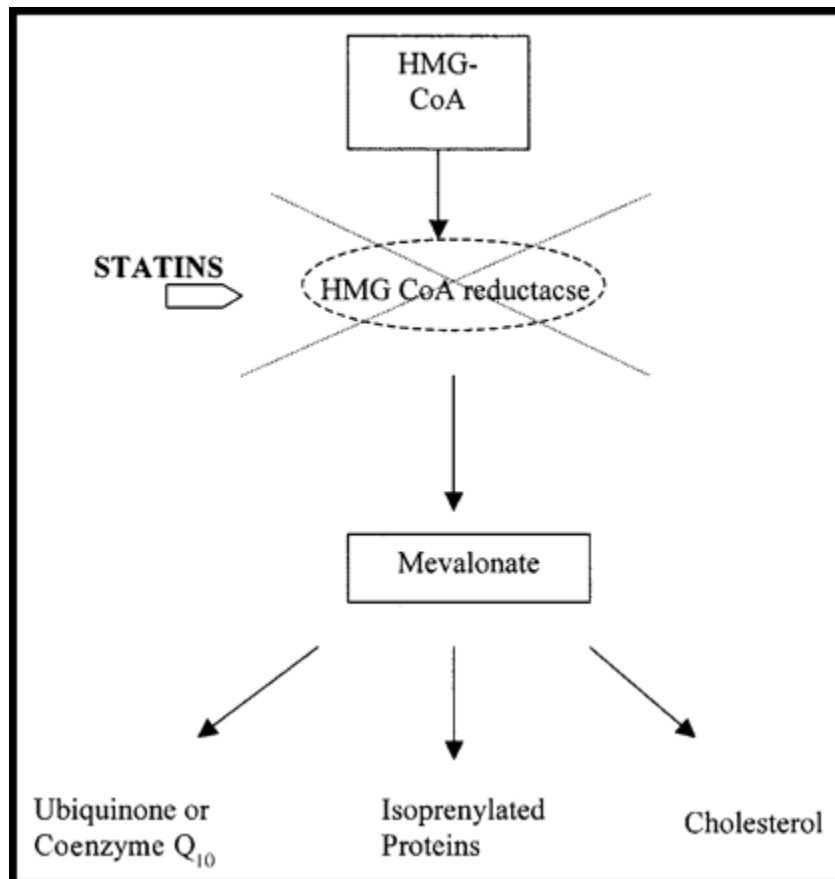 HMG-
CoA
STATINS
HMG CoA reductacse
Mevalonate
Ubiquinone or
Coenzyme Q10
Isoprenylated
Proteins
Cholesterol